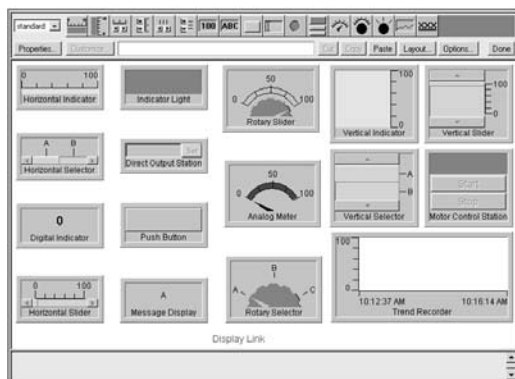 standard
100 ABC
Properties... Customize... Cut Copy Paste Layout... Options... Done
0 100
Horizontal Indicator
Indicator Light
0 50 100
Rotary Slider
100
0
Vertical Indicator
100
0
Vertical Slider
A B
Horizontal Selector
Set
Direct Output Station
0 50 100
Analog Meter
A
B
Vertical Selector
Start
Stop
Motor Control Station
0
Digital Indicator
Push Button
0 100
Horizontal Slider
A
Message Display
A B C
Rotary Selector
100
0
10:12:37 AM 10:16:14 AM
Trend Recorder
Display Link